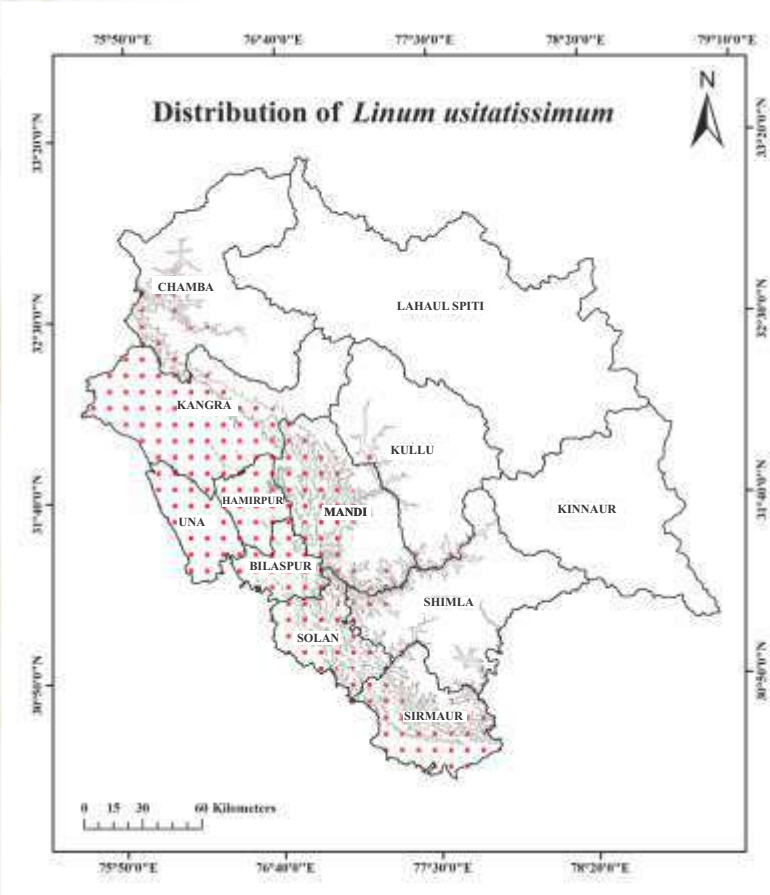 75°50'0"E 76°40'0"E 77°30'0"E 78°20'0"E 79°10'0"E
N
Distribution of Linum usitatissimum
33°20'0"N 33°20'0"N
CHAMBA
LAHAUL SPITI
32°30'0"N 32°30'0"N
KANGRA
KULLU
31°40'0"N 31°40'0"N
HAMIRPUR
MANDI
KINNAUR
UNA
BILASPUR
SHIMLA
SOLAN
30°50'0"N 30°50'0"N
SIRMAUR
0 15 30 60 Kilometers
75°50'0"E 76°40'0"E 77°30'0"E 78°20'0"E